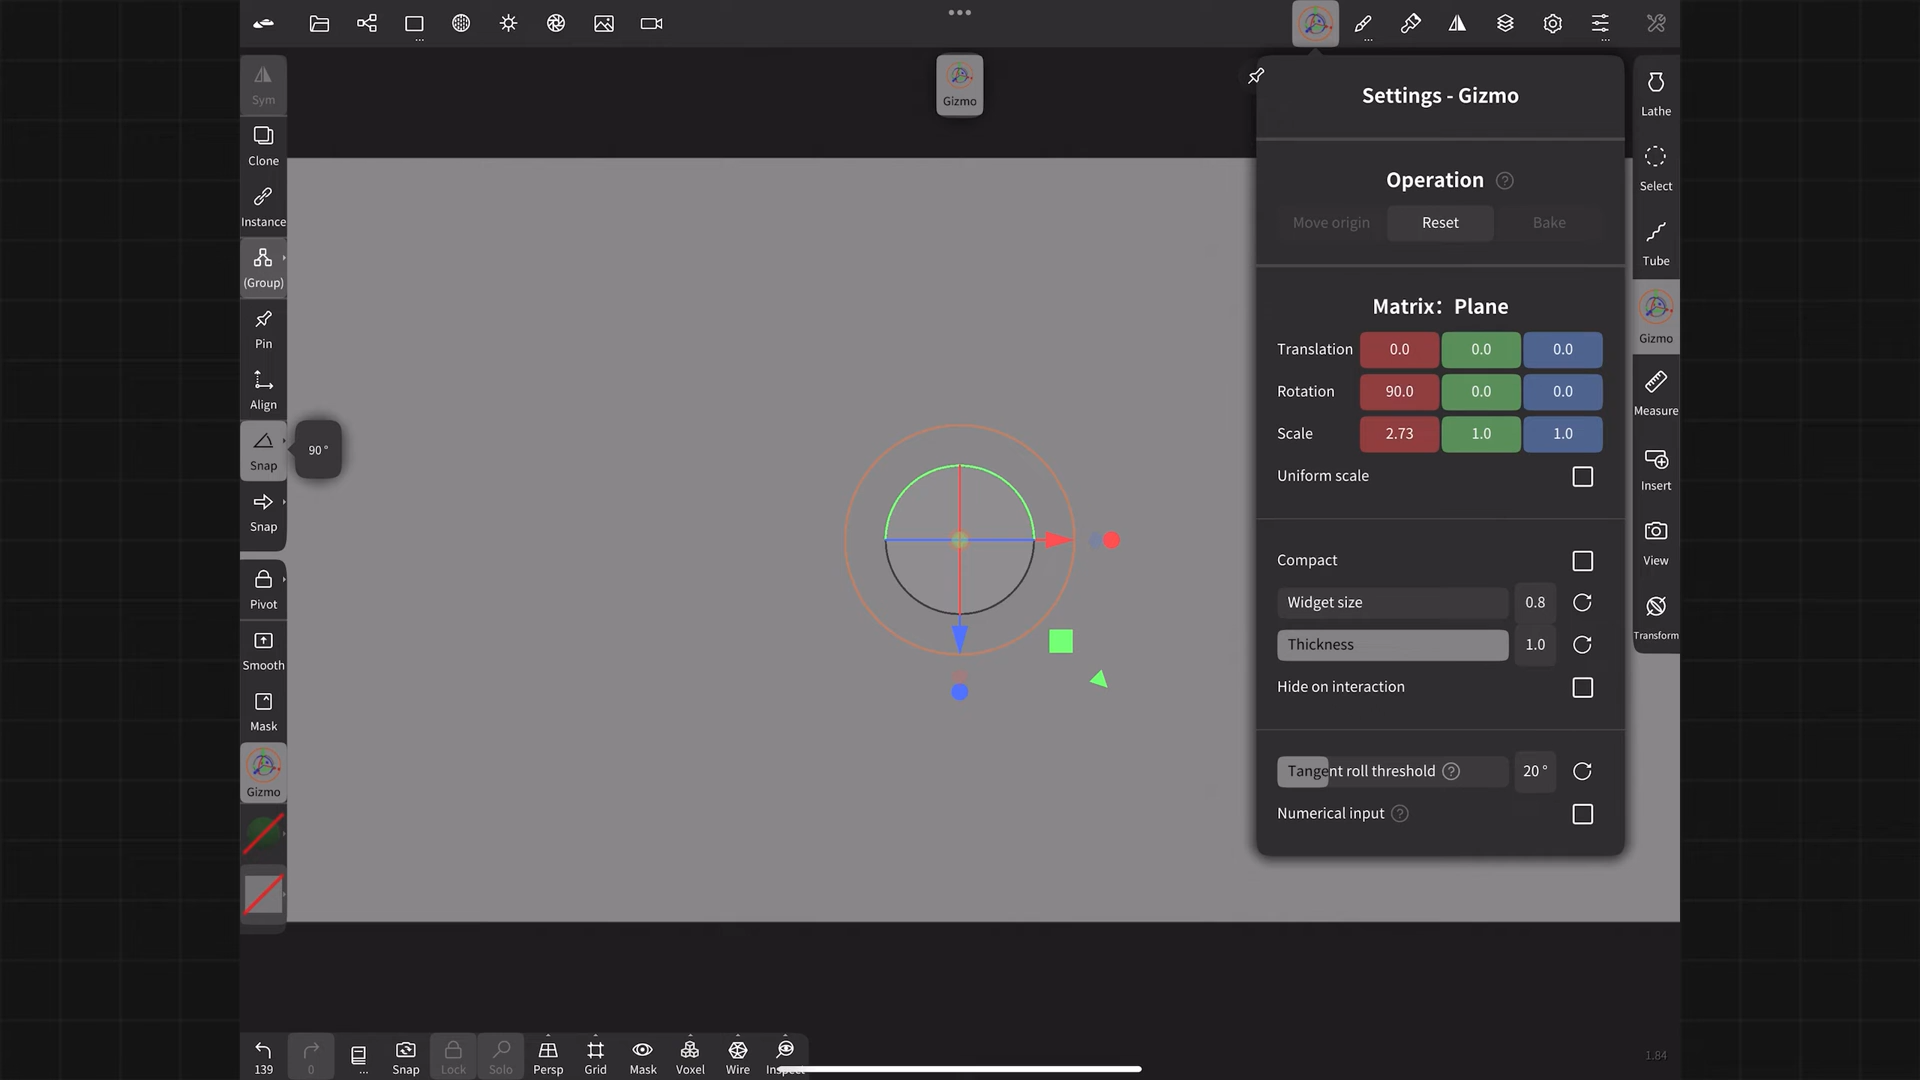 Sym
Clone
Instance
(Group)
Pin
Align
Snap
90°
Snap
Pivot
Smooth
Mask
Gizmo
Gizmo
Settings - Gizmo
Operation ?
Move origin Reset Bake
Matrix: Plane
Translation 0.0 0.0 0.0
Rotation 90.0 0.0 0.0
Scale 2.73 1.0 1.0
Uniform scale
Compact
Widget size 0.8
Thickness 1.0
Hide on interaction
Tangent roll threshold ? 20°
Numerical input ?
Lathe
Select
Tube
Gizmo
Measure
Insert
View
Transform
139 0 ... Snap Lock Solo Persp Grid Mask Voxel Wire Inspect
1.84